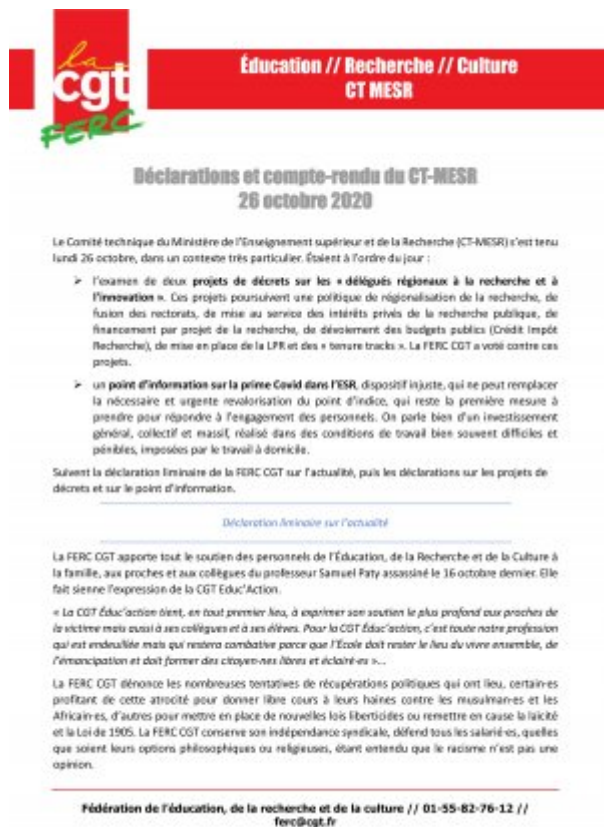 la
cgt
FERC
Éducation // Recherche // Culture
CT MESR
Déclarations et compte-rendu du CT-MESR
26 octobre 2020
Le Comité technique du Ministère de l'Enseignement supérieur et de la Recherche (CT-MESR) s'est tenu
lundi 26 octobre, dans un contexte très particulier. Étaient à l'ordre du jour :
➢ l'examen de deux projets de décrets sur les « délégués régionaux à la recherche et à
l'innovation ». Ces projets poursuivent une politique de régionalisation de la recherche, de
fusion des rectorats, de mise au service des intérêts privés de la recherche publique, de
financement par projet de la recherche, de dévoiement des budgets publics (Crédit Impôt
Recherche), de mise en place de la LPR et des « tenure tracks ». La FERC CGT a voté contre ces
projets.
➢ un point d'information sur la prime Covid dans l'ESR, dispositif injuste, qui ne peut remplacer
la nécessaire et urgente revalorisation du point d'indice, qui reste la première mesure à
prendre pour répondre à l'engagement des personnels. On parle bien d'un investissement
général, collectif et massif, réalisé dans des conditions de travail bien souvent difficiles et
pénibles, imposées par le travail à domicile.
Suivent la déclaration liminaire de la FERC CGT sur l'actualité, puis les déclarations sur les projets de
décrets et sur le point d'information.
Déclaration liminaire sur l'actualité
La FERC CGT apporte tout le soutien des personnels de l'Éducation, de la Recherche et de la Culture à
la famille, aux proches et aux collègues du professeur Samuel Paty assassiné le 16 octobre dernier. Elle
fait sienne l'expression de la CGT Educ'Action.
« La CGT Éduc'action tient, en tout premier lieu, à exprimer son soutien le plus profond aux proches de
la victime mais aussi à ses collègues et à ses élèves. Pour la CGT Éduc'action, c'est toute notre profession
qui est endeuillée mais qui restera combative parce que l'Ecole doit rester le lieu du vivre ensemble, de
l'émancipation et doit former des citoyen-nes libres et éclairé-es »...
La FERC CGT dénonce les nombreuses tentatives de récupérations politiques qui ont lieu, certain-es
profitant de cette atrocité pour donner libre cours à leurs haines contre les musulman-es et les
Africain-es, d'autres pour mettre en place de nouvelles lois liberticides ou remettre en cause la laïcité
et la Loi de 1905. La FERC CGT conserve son indépendance syndicale, défend tous les salarié-es, quelles
que soient leurs options philosophiques ou religieuses, étant entendu que le racisme n'est pas une
opinion.
Fédération de l'éducation, de la recherche et de la culture // 01-55-82-76-12 //
ferc@cgt.fr